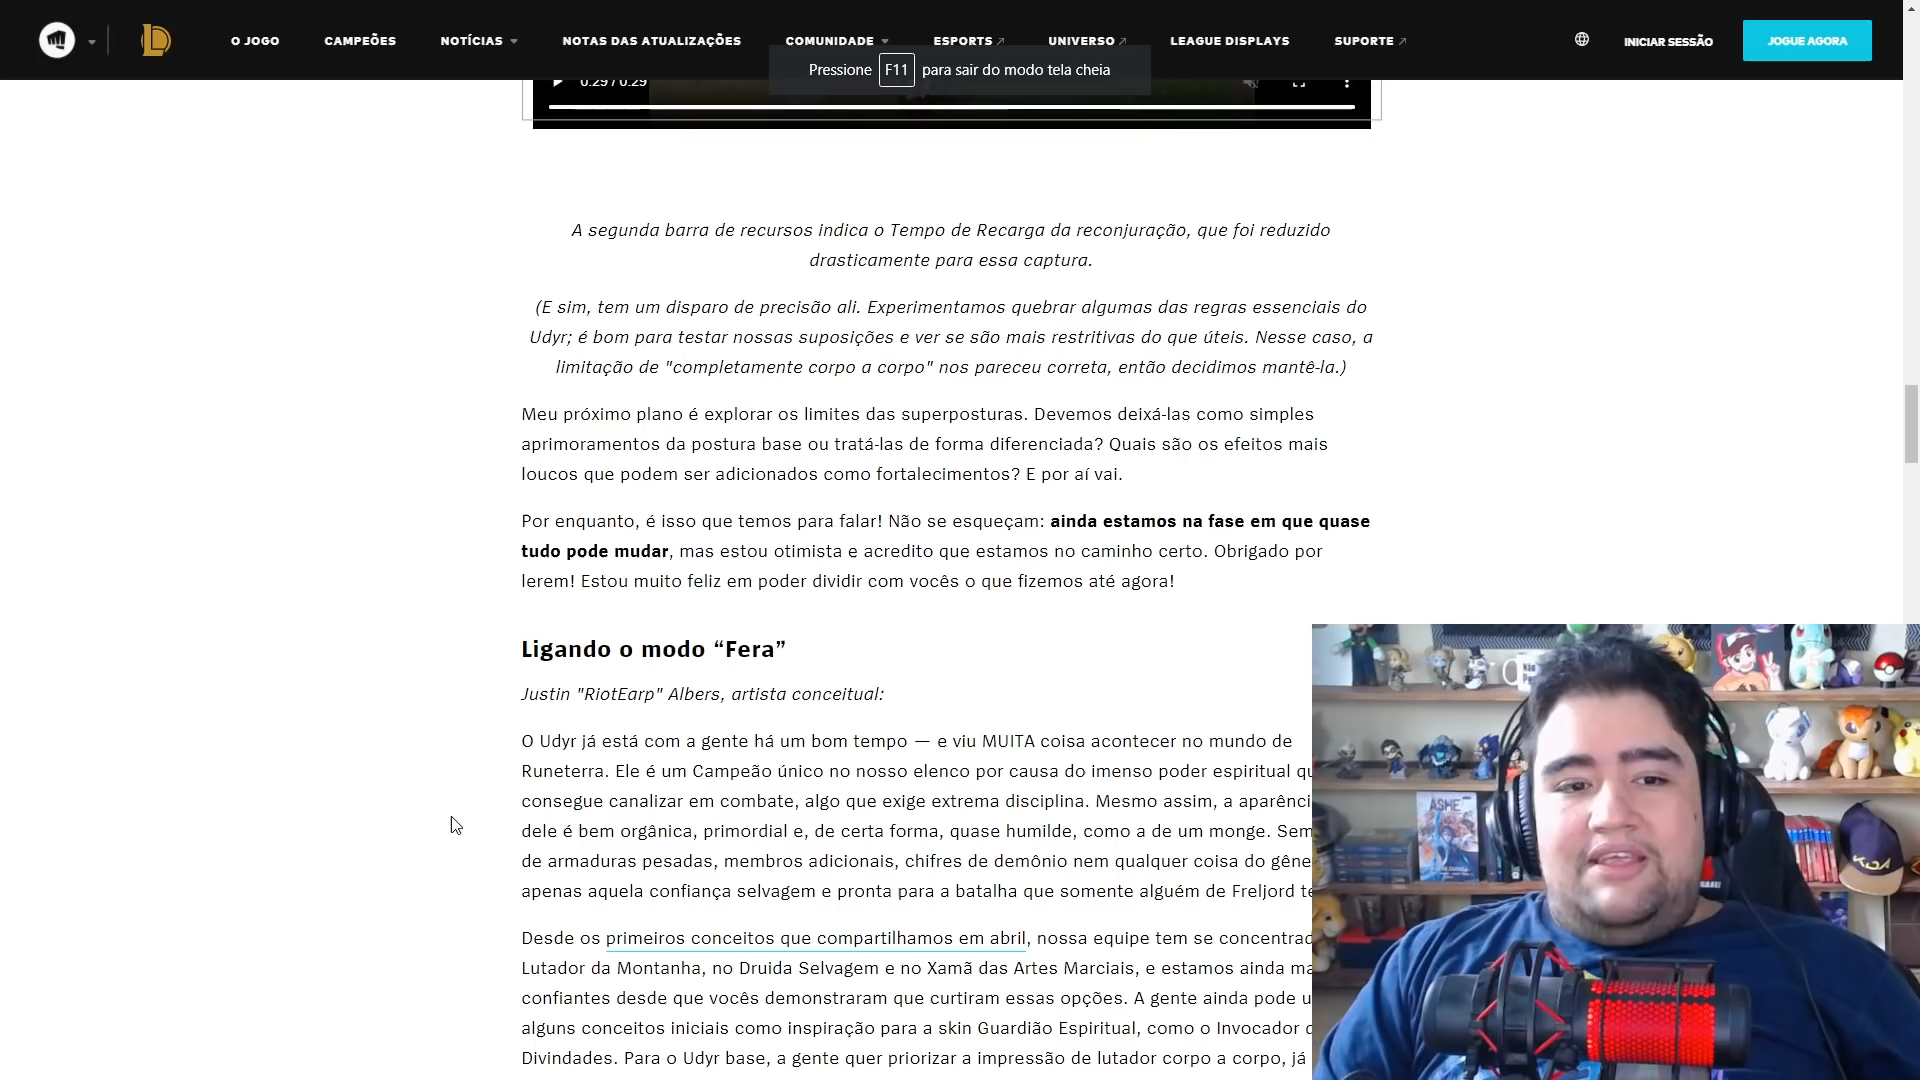 O JOGO
CAMPEÕES
NOTÍCIAS
NOTAS DAS ATUALIZAÇÕES
COMUNIDADE
ESPORTS
UNIVERSO
LEAGUE DISPLAYS
SUPORTE
INICIAR SESSÃO
JOGUE AGORA
Pressione F11 para sair do modo tela cheia
0:29 / 0:29
A segunda barra de recursos indica o Tempo de Recarga da reconjuração, que foi reduzido
drasticamente para essa captura.
(E sim, tem um disparo de precisão ali. Experimentamos quebrar algumas das regras essenciais do
Udyr; é bom para testar nossas suposições e ver se são mais restritivas do que úteis. Nesse caso, a
limitação de "completamente corpo a corpo" nos pareceu correta, então decidimos mantê-la.)
Meu próximo plano é explorar os limites das superposturas. Devemos deixá-las como simples
aprimoramentos da postura base ou tratá-las de forma diferenciada? Quais são os efeitos mais
loucos que podem ser adicionados como fortalecimentos? E por aí vai.
Por enquanto, é isso que temos para falar! Não se esqueçam: ainda estamos na fase em que quase
tudo pode mudar, mas estou otimista e acredito que estamos no caminho certo. Obrigado por
lerem! Estou muito feliz em poder dividir com vocês o que fizemos até agora!
Ligando o modo “Fera”
Justin "RiotEarp" Albers, artista conceitual:
O Udyr já está com a gente há um bom tempo — e viu MUITA coisa acontecer no mundo de
Runeterra. Ele é um Campeão único no nosso elenco por causa do imenso poder espiritual qu
consegue canalizar em combate, algo que exige extrema disciplina. Mesmo assim, a aparênci
dele é bem orgânica, primordial e, de certa forma, quase humilde, como a de um monge. Sem
de armaduras pesadas, membros adicionais, chifres de demônio nem qualquer coisa do gêne
apenas aquela confiança selvagem e pronta para a batalha que somente alguém de Freljord te
Desde os primeiros conceitos que compartilhamos em abril, nossa equipe tem se concentrad
Lutador da Montanha, no Druida Selvagem e no Xamã das Artes Marciais, e estamos ainda ma
confiantes desde que vocês demonstraram que curtiram essas opções. A gente ainda pode u
alguns conceitos iniciais como inspiração para a skin Guardião Espiritual, como o Invocador d
Divindades. Para o Udyr base, a gente quer priorizar a impressão de lutador corpo a corpo, já
ASHE
KDA